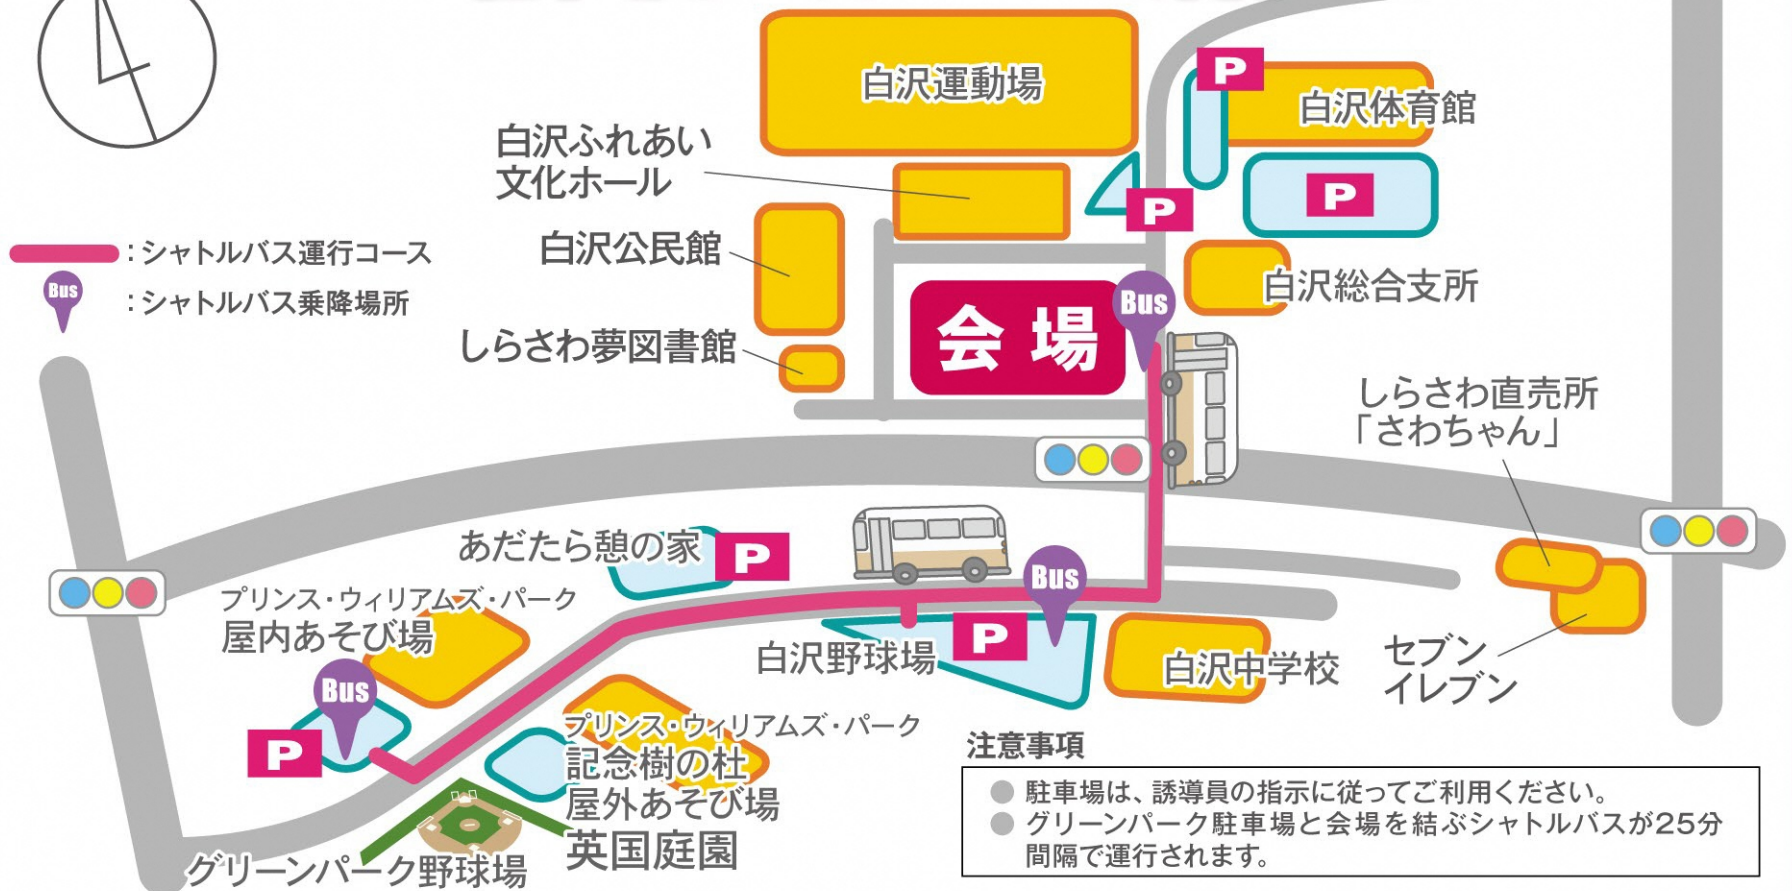 白沢運動場
P
白沢体育館
白沢ふれあい
文化ホール
P
P
白沢公民館
:シャトルバス運行コース
Bus
:シャトルバス乗降場所
白沢総合支所
会場
Bus
しらさわ夢図書館
しらさわ直売所
「さわちゃん」
あだたら憩の家
P
Bus
プリンス・ウィリアムズ・パーク
屋内あそび場
P
白沢野球場
白沢中学校
セブン
イレブン
Bus
P
プリンス・ウィリアムズ・パーク
記念樹の杜
屋外あそび場
英国庭園
グリーンパーク野球場
注意事項
● 駐車場は、誘導員の指示に従ってご利用ください。
● グリーンパーク駐車場と会場を結ぶシャトルバスが25分
間隔で運行されます。